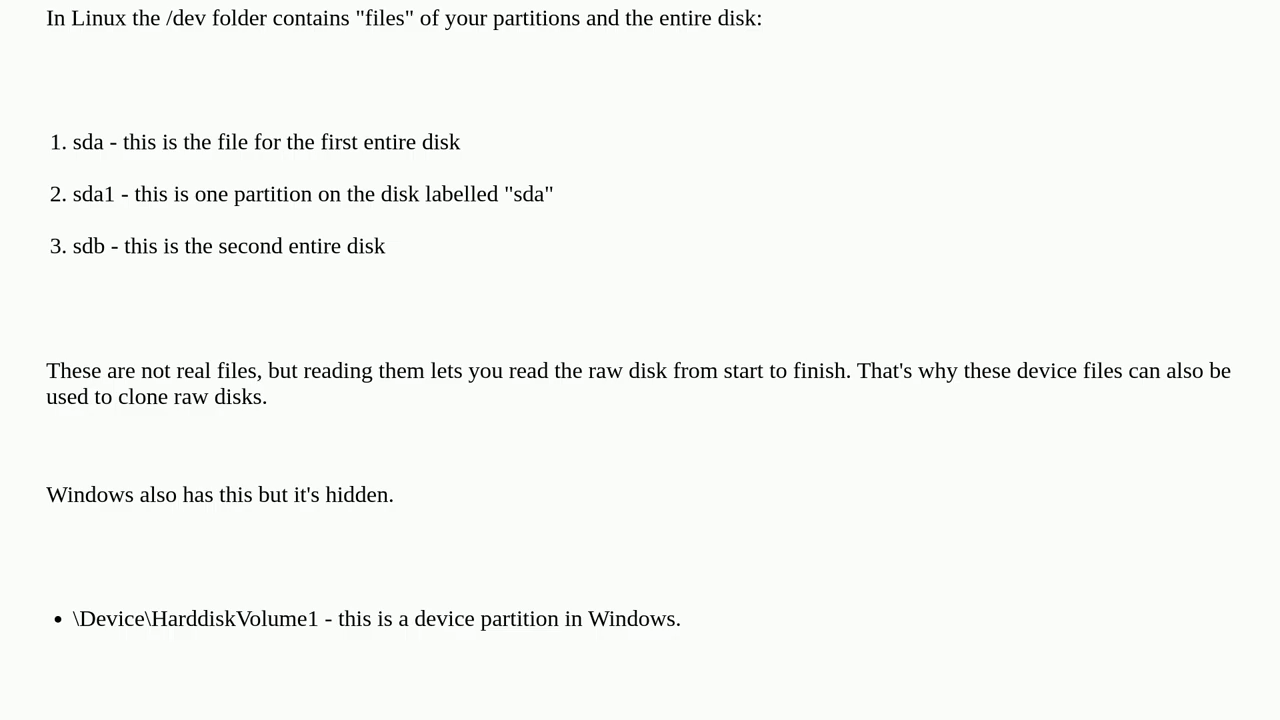 In Linux the /dev folder contains "files" of your partitions and the entire disk:
1. sda - this is the file for the first entire disk
2. sda1 - this is one partition on the disk labelled "sda"
3. sdb - this is the second entire disk
These are not real files, but reading them lets you read the raw disk from start to finish. That's why these device files can also be
used to clone raw disks.
Windows also has this but it's hidden.
• \Device\HarddiskVolume1 - this is a device partition in Windows.